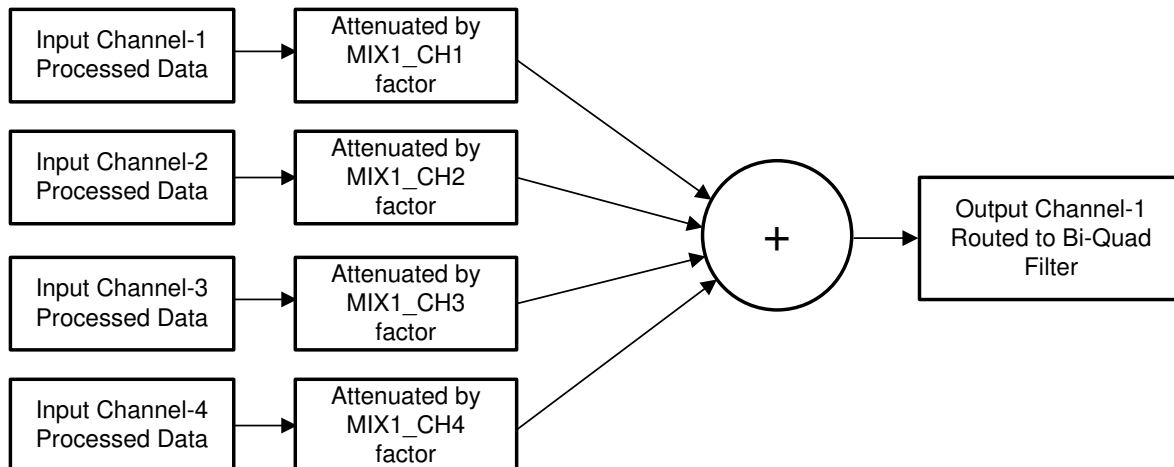 Input Channel-1
Processed Data
Attenuated by
MIX1_CH1
factor
Input Channel-2
Processed Data
Attenuated by
MIX1_CH2
factor
Input Channel-3
Processed Data
Attenuated by
MIX1_CH3
factor
Input Channel-4
Processed Data
Attenuated by
MIX1_CH4
factor
+
Output Channel-1
Routed to Bi-Quad
Filter